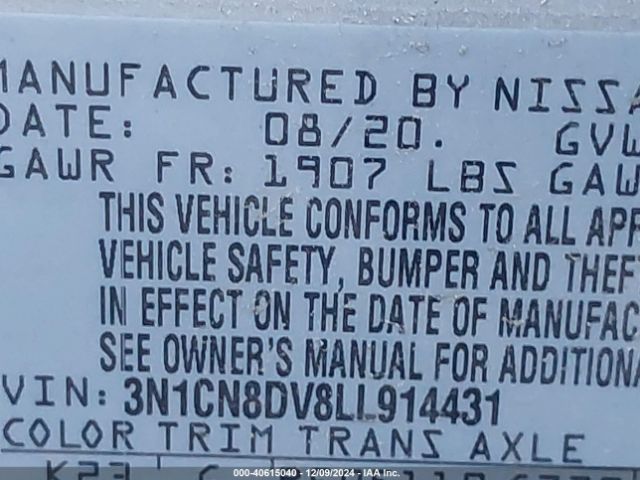 MANUFACTURED BY NISSA
DATE: 08/20. GVW
GAWR FR: 1907 LBS GAW
THIS VEHICLE CONFORMS TO ALL APP
VEHICLE SAFETY, BUMPER AND THEF
IN EFFECT ON THE DATE OF MANUFAC
SEE OWNER'S MANUAL FOR ADDITIONA
VIN: 3N1CN8DV8LL914431
COLOR TRIM TRANS AXLE
K23
000-40615040 - 12/09/2024 - IAA Inc.